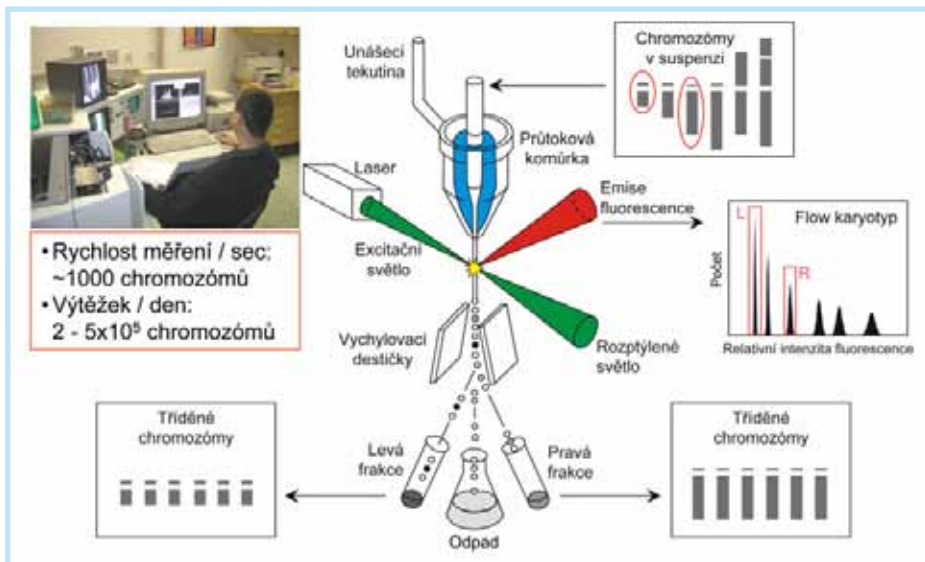 Unášecí
tekutina
Chromozómy
v suspenzi
Průtoková
komůrka
Laser
Emise
fluorescence
Excitační
světlo
L
R
Flow karyotyp
Počet
Relativní intenzita fluorescence
• Rychlost měření / sec:
~1000 chromozómů
• Výtěžek / den:
2 - 5x10⁵ chromozómů
Vychylovací
destičky
Rozptýlené
světlo
Tříděné
chromozómy
Levá
frakce
Pravá
frakce
Odpad
Tříděné
chromozómy